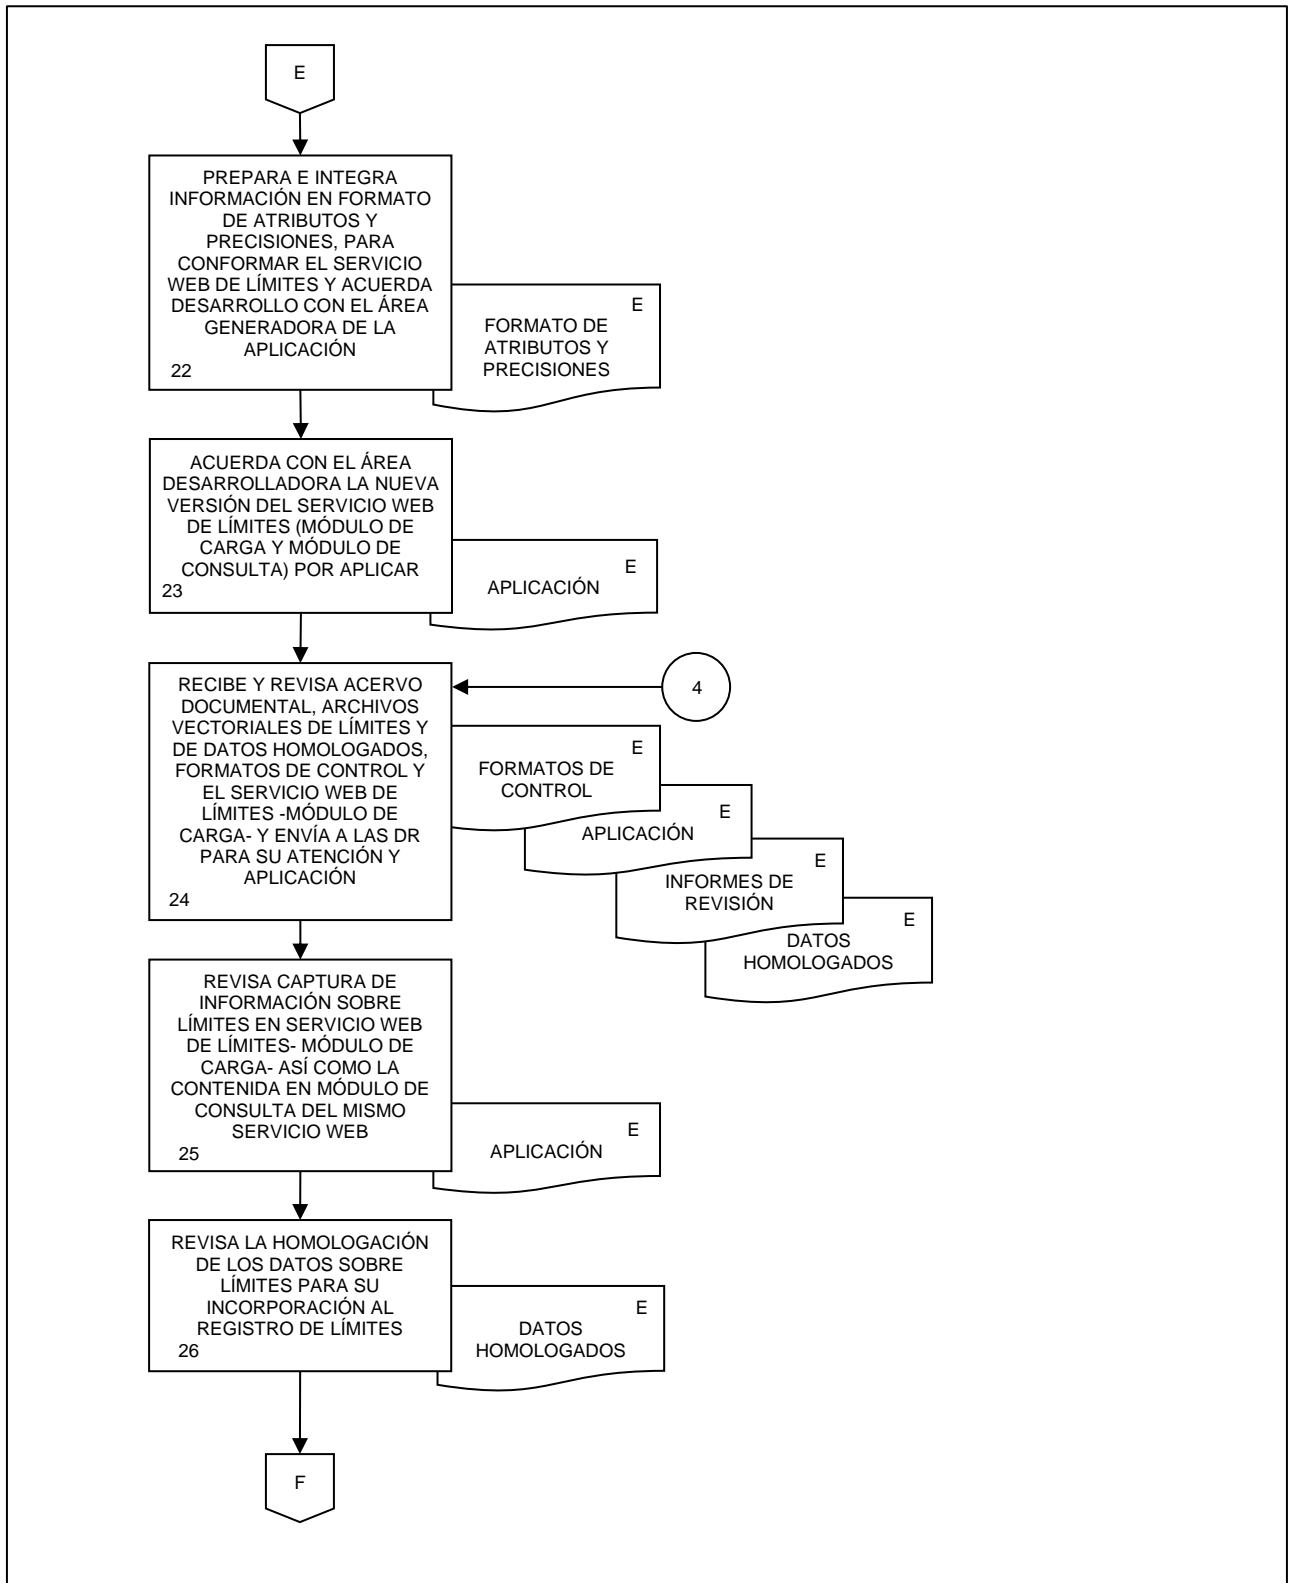 E
PREPARA E INTEGRA
INFORMACIÓN EN FORMATO
DE ATRIBUTOS Y
PRECISIONES, PARA
CONFORMAR EL SERVICIO
WEB DE LÍMITES Y ACUERDA
DESARROLLO CON EL ÁREA
GENERADORA DE LA
APLICACIÓN
22
E
FORMATO DE
ATRIBUTOS Y
PRECISIONES
ACUERDA CON EL ÁREA
DESARROLLADORA LA NUEVA
VERSIÓN DEL SERVICIO WEB
DE LÍMITES (MÓDULO DE
CARGA Y MÓDULO DE
CONSULTA) POR APLICAR
23
E
APLICACIÓN
RECIBE Y REVISA ACERVO
DOCUMENTAL, ARCHIVOS
VECTORIALES DE LÍMITES Y
DE DATOS HOMOLOGADOS,
FORMATOS DE CONTROL Y
EL SERVICIO WEB DE
LÍMITES -MÓDULO DE
CARGA- Y ENVÍA A LAS DR
PARA SU ATENCIÓN Y
APLICACIÓN
24
4
E
FORMATOS DE
CONTROL
E
APLICACIÓN
E
INFORMES DE
REVISIÓN
E
DATOS
HOMOLOGADOS
REVISA CAPTURA DE
INFORMACIÓN SOBRE
LÍMITES EN SERVICIO WEB
DE LÍMITES- MÓDULO DE
CARGA- ASÍ COMO LA
CONTENIDA EN MÓDULO DE
CONSULTA DEL MISMO
SERVICIO WEB
25
E
APLICACIÓN
REVISA LA HOMOLOGACIÓN
DE LOS DATOS SOBRE
LÍMITES PARA SU
INCORPORACIÓN AL
REGISTRO DE LÍMITES
26
E
DATOS
HOMOLOGADOS
F